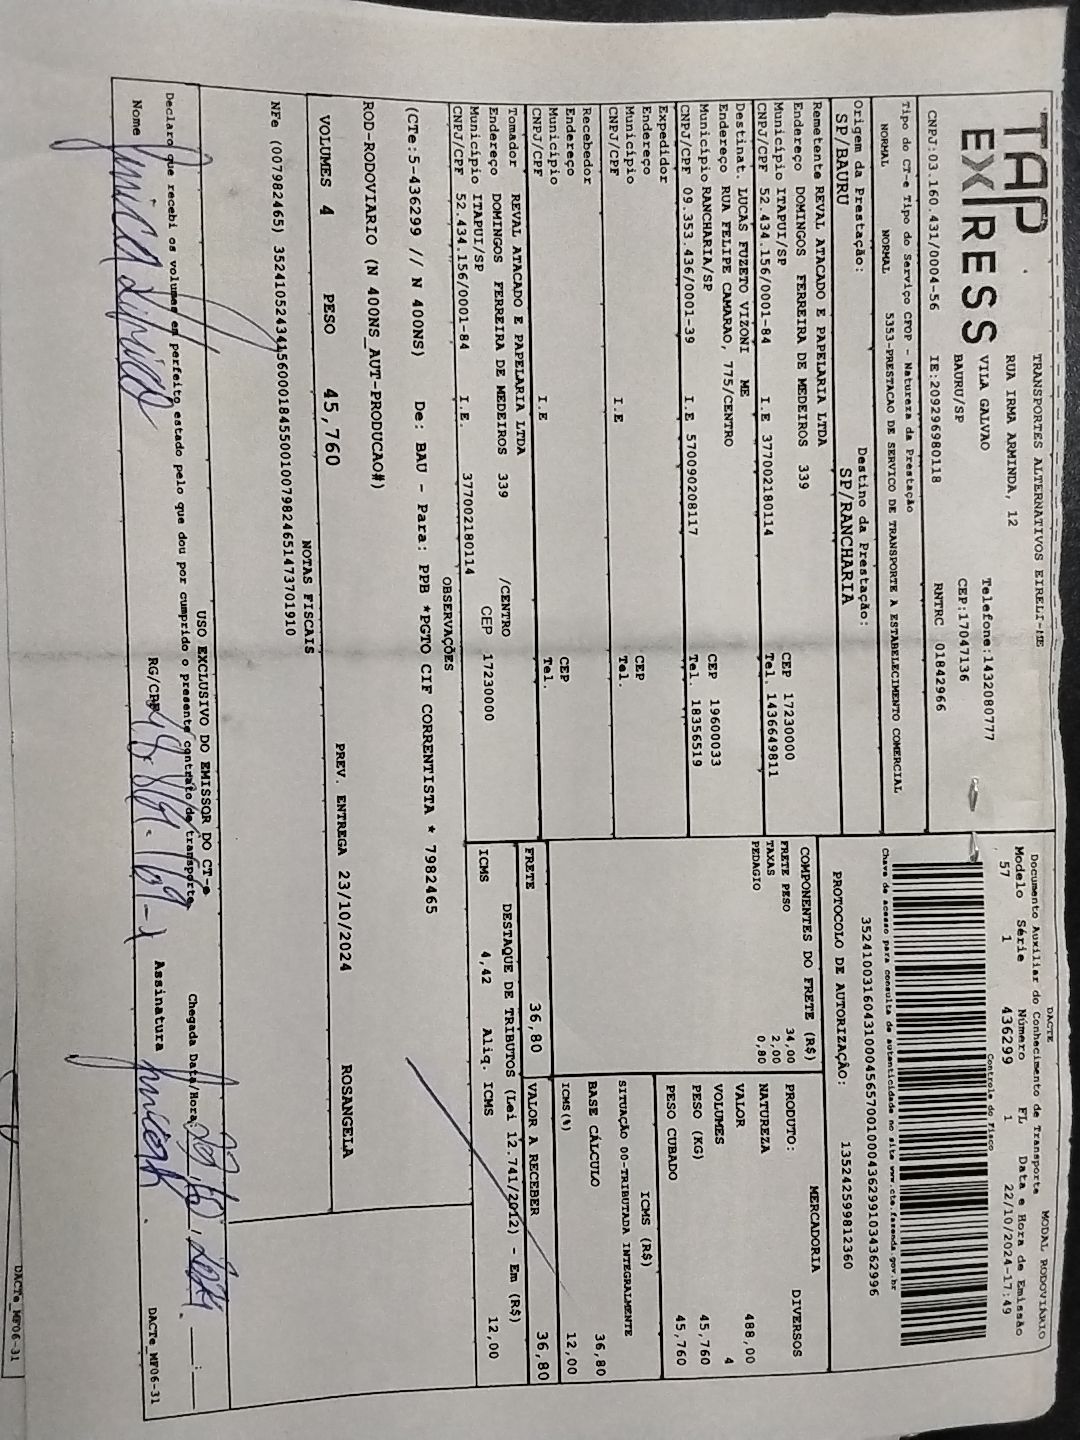 TAP
EXPRESS
TRANSPORTES ALTERNATIVOS EIRELI-ME
RUA IRMA ARMINDA, 12
VILA GALVAO
BAURU/SP
Telefone:1432080777
CEP:17047136
CNPJ:03.160.431/0004-56 IE:209296980118 RNTRC 01842966
Tipo do CT-e Tipo do Serviço CFOP - Natureza da Prestação
NORMAL NORMAL 5353-PRESTACAO DE SERVICO DE TRANSPORTE A ESTABELECIMENTO COMERCIAL
Origem da Prestação: Destino da Prestação:
SP/BAURU SP/RANCHARIA
Remetente REVAL ATACADO E PAPELARIA LTDA
Endereço DOMINGOS FERREIRA DE MEDEIROS 339
Municipio ITAPUI/SP CEP 17230000
CNPJ/CPF 52.434.156/0001-84 I.E 377002180114 Tel. 1436649811
Destinat. LUCAS FUZETO VIZONI ME
Endereço RUA FELIPE CAMARAO, 775/CENTRO
Municipio RANCHARIA/SP CEP 19600033
CNPJ/CPF 09.353.436/0001-39 I.E 570090208117 Tel. 18356519
Expedidor
Endereço
Municipio CEP
CNPJ/CPF I.E Tel.
Recebedor
Endereço
Municipio CEP
CNPJ/CPF I.E Tel.
Tomador REVAL ATACADO E PAPELARIA LTDA
Endereço DOMINGOS FERREIRA DE MEDEIROS 339 /CENTRO
Municipio ITAPUI/SP CEP 17230000
CNPJ/CPF 52.434.156/0001-84 I.E. 377002180114
DACTE MODAL RODOVIÁRIO
Documento Auxiliar do Conhecimento de Transporte
Modelo Série Número FL Data e Hora de Emissão
57 1 436299 1 22/10/2024-17:49
Controle do Fisco
Chave de acesso para consulta de autenticidade no site www.cte.fazenda.gov.br
35241003160431000456570010004362991034362996
PROTOCOLO DE AUTORIZAÇÃO: 135242599812360
COMPONENTES DO FRETE (R$)
FRETE PESO 34,00
TAXAS 2,00
PEDAGIO 0,80
MERCADORIA
PRODUTO: DIVERSOS
NATUREZA
VALOR 488,00
VOLUMES 4
PESO (KG) 45,760
PESO CUBADO 45,760
ICMS (R$)
SITUAÇÃO 00-TRIBUTADA INTEGRALMENTE
BASE CÁLCULO 36,80
ICMS(%) 12,00
FRETE 36,80 VALOR A RECEBER 36,80
DESTAQUE DE TRIBUTOS (Lei 12.741/2012) - Em (R$)
ICMS 4,42 Aliq. ICMS 12,00
OBSERVAÇÕES
(CTe:5-436299 // N 400NS) De: BAU - Para: PPB *PGTO CIF CORRENTISTA * 7982465
ROD-RODOVIARIO (N 400NS_AUT-PRODUCAO#)
VOLUMES 4 PESO 45,760 PREV. ENTREGA 23/10/2024 ROSANGELA
NOTAS FISCAIS
NFe (007982465) 35241052434156000184550010079824651473701910
USO EXCLUSIVO DO EMISSOR DO CT-e
Declaro que recebi os volumes em perfeito estado pelo que dou por cumprido o presente contrato de transporte
Chegada Data/Hora
Nome RG/CPF Assinatura
DACTe_MF06-31
DACTe_MF06-31